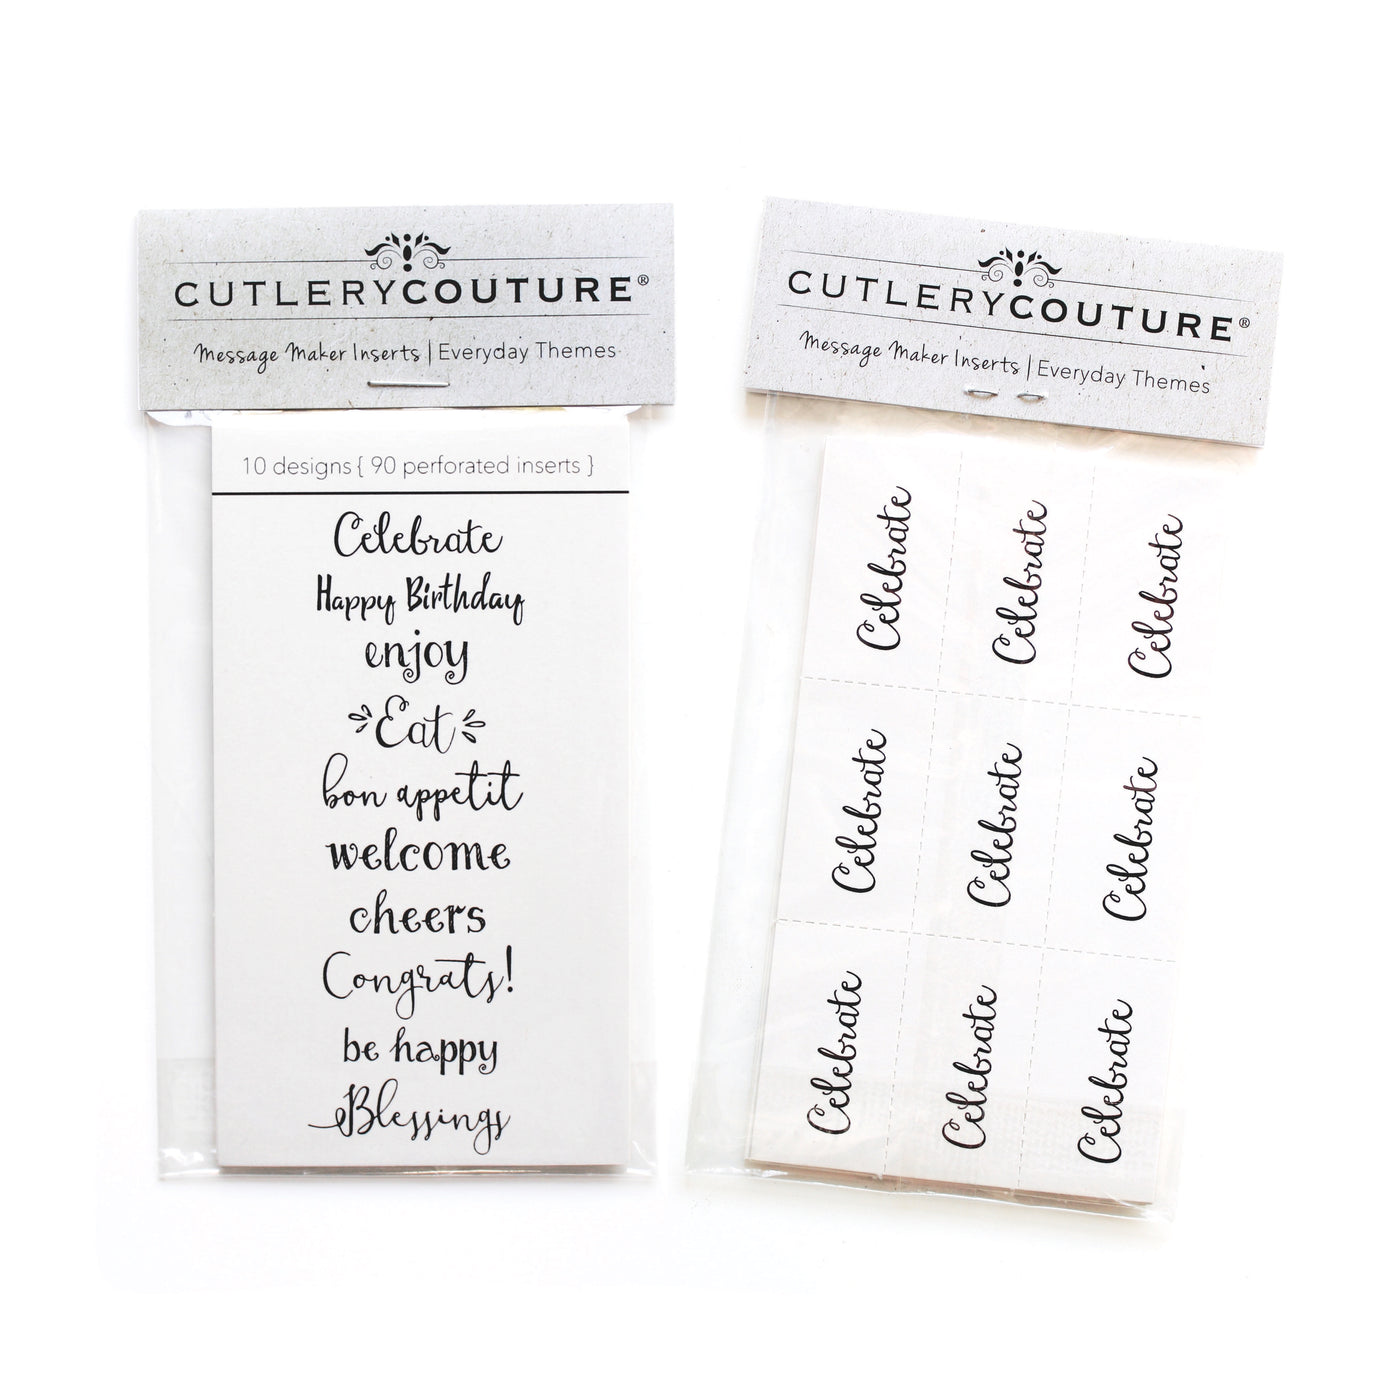 CUTLERYCOUTURE®
Message Maker Inserts | Everyday Themes
10 designs { 90 perforated inserts }
Celebrate
Happy Birthday
enjoy
Eat
bon appetit
welcome
cheers
Congrats!
be happy
Blessings
CUTLERYCOUTURE®
Message Maker Inserts | Everyday Themes
Celebrate
Celebrate
Celebrate
Celebrate
Celebrate
Celebrate
Celebrate
Celebrate
Celebrate